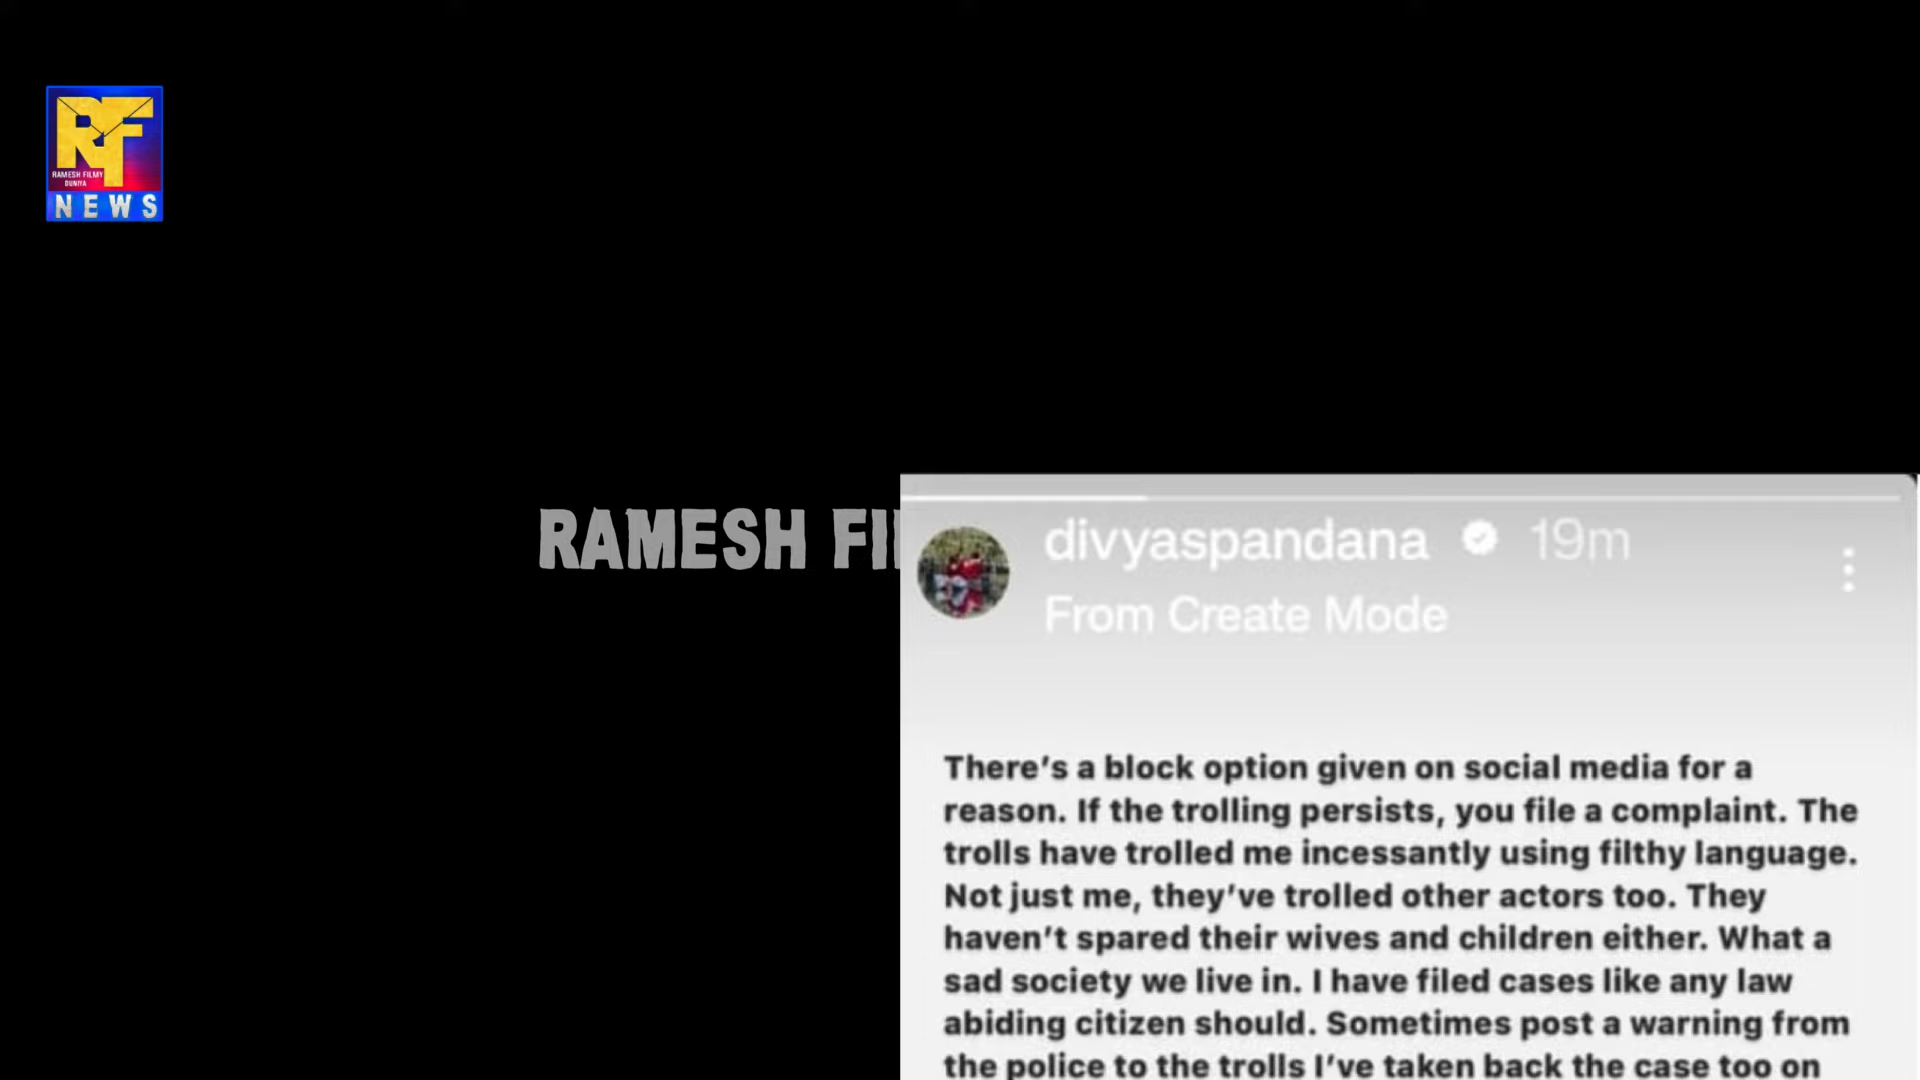 RF
RAMESH FILMY
DUNIYA
NEWS
RAMESH
divyaspandana 19m
From Create Mode
There's a block option given on social media for a
reason. If the trolling persists, you file a complaint. The
trolls have trolled me incessantly using filthy language.
Not just me, they've trolled other actors too. They
haven't spared their wives and children either. What a
sad society we live in. I have filed cases like any law
abiding citizen should. Sometimes post a warning from
the police to the trolls I've taken back the case too on